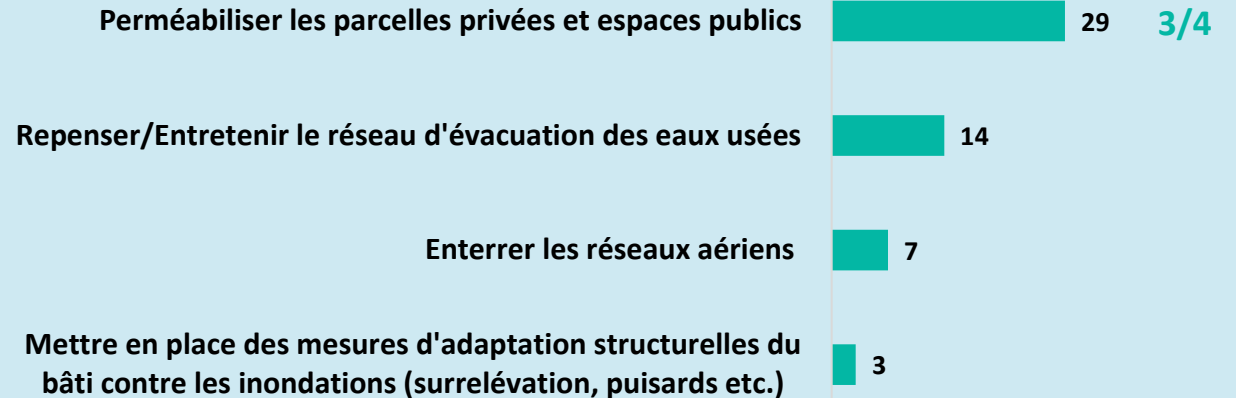 Perméabiliser les parcelles privées et espaces publics 29 3/4
Repenser/Entretenir le réseau d'évacuation des eaux usées 14
Enterrer les réseaux aériens 7
Mettre en place des mesures d'adaptation structurelles du
bâti contre les inondations (surrelévation, puisards etc.) 3